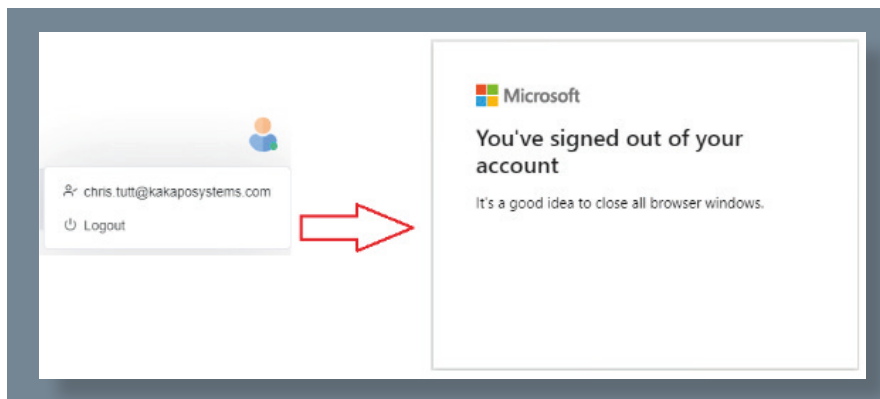 chris.tutt@kakaposystems.com
Logout
Microsoft
You've signed out of your
account
It's a good idea to close all browser windows.